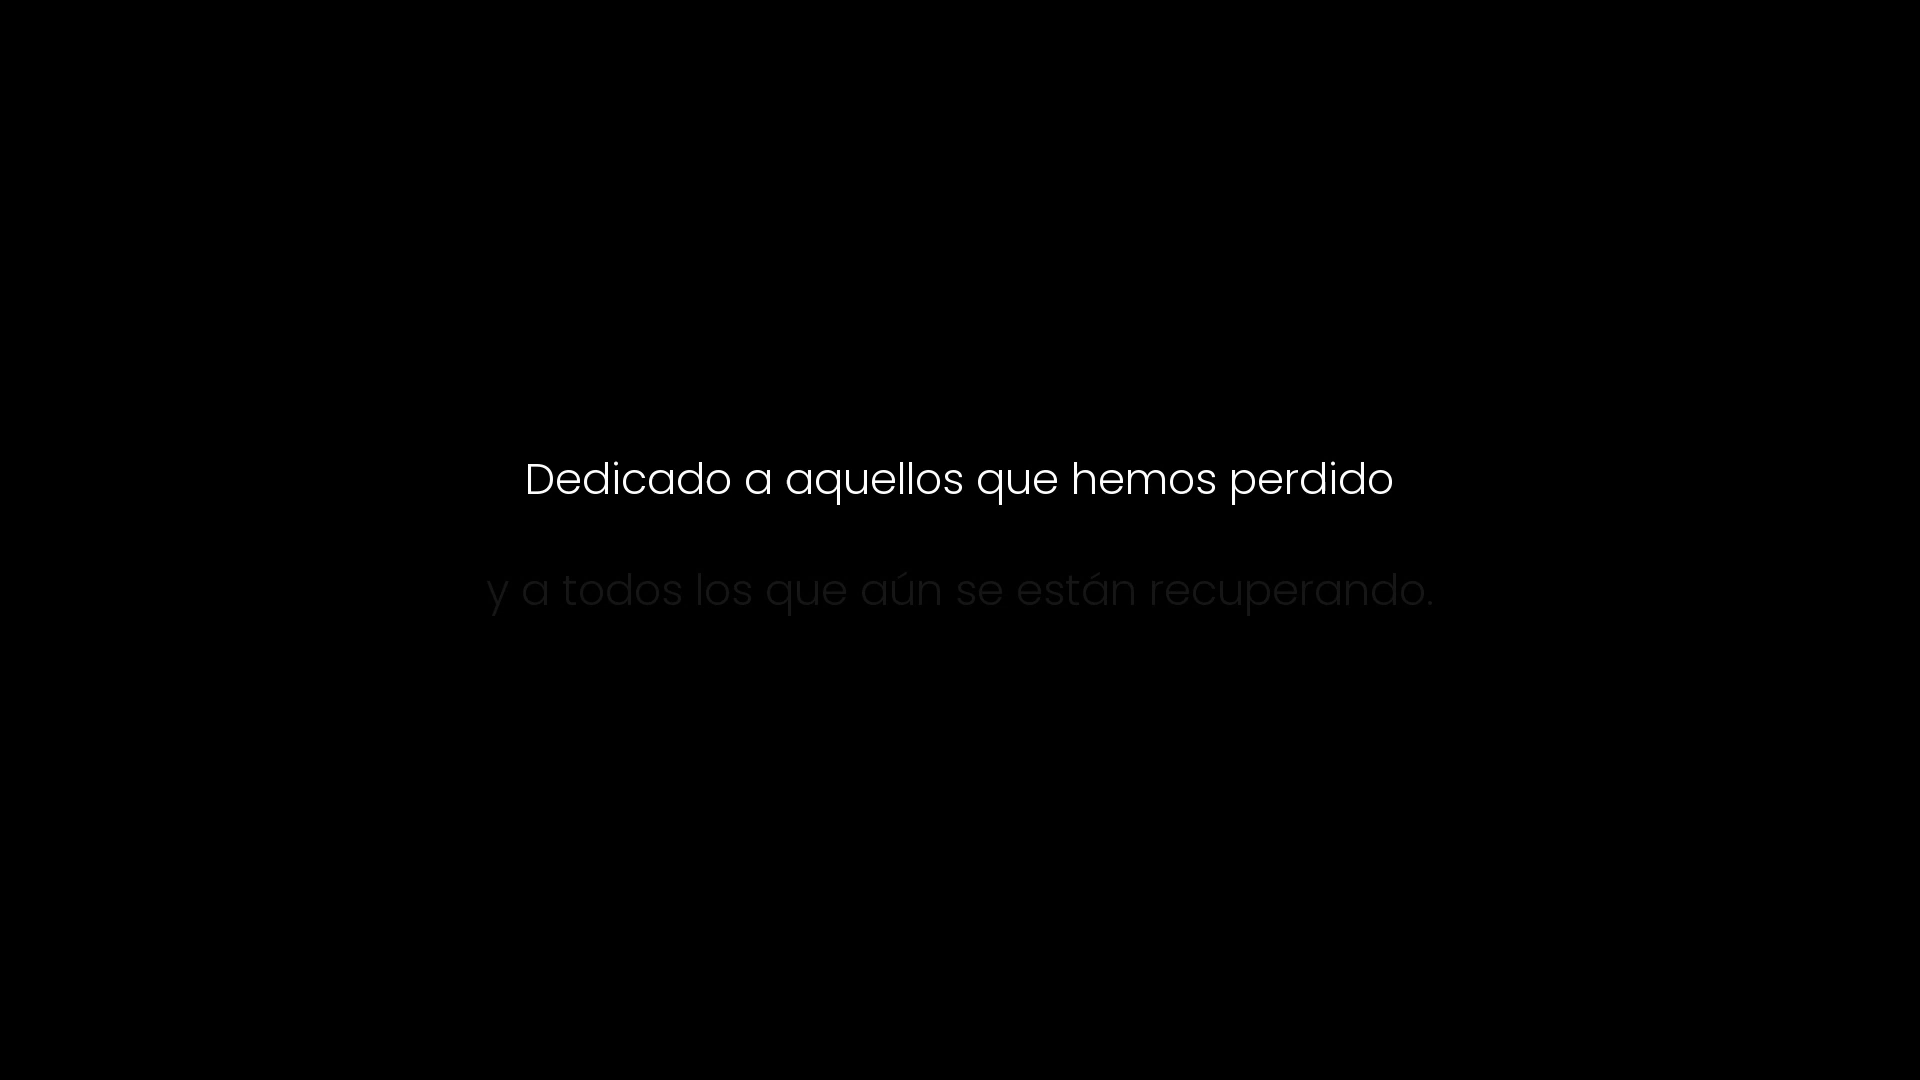 Dedicado a aquellos que hemos perdido
y a todos los que aún se están recuperando.